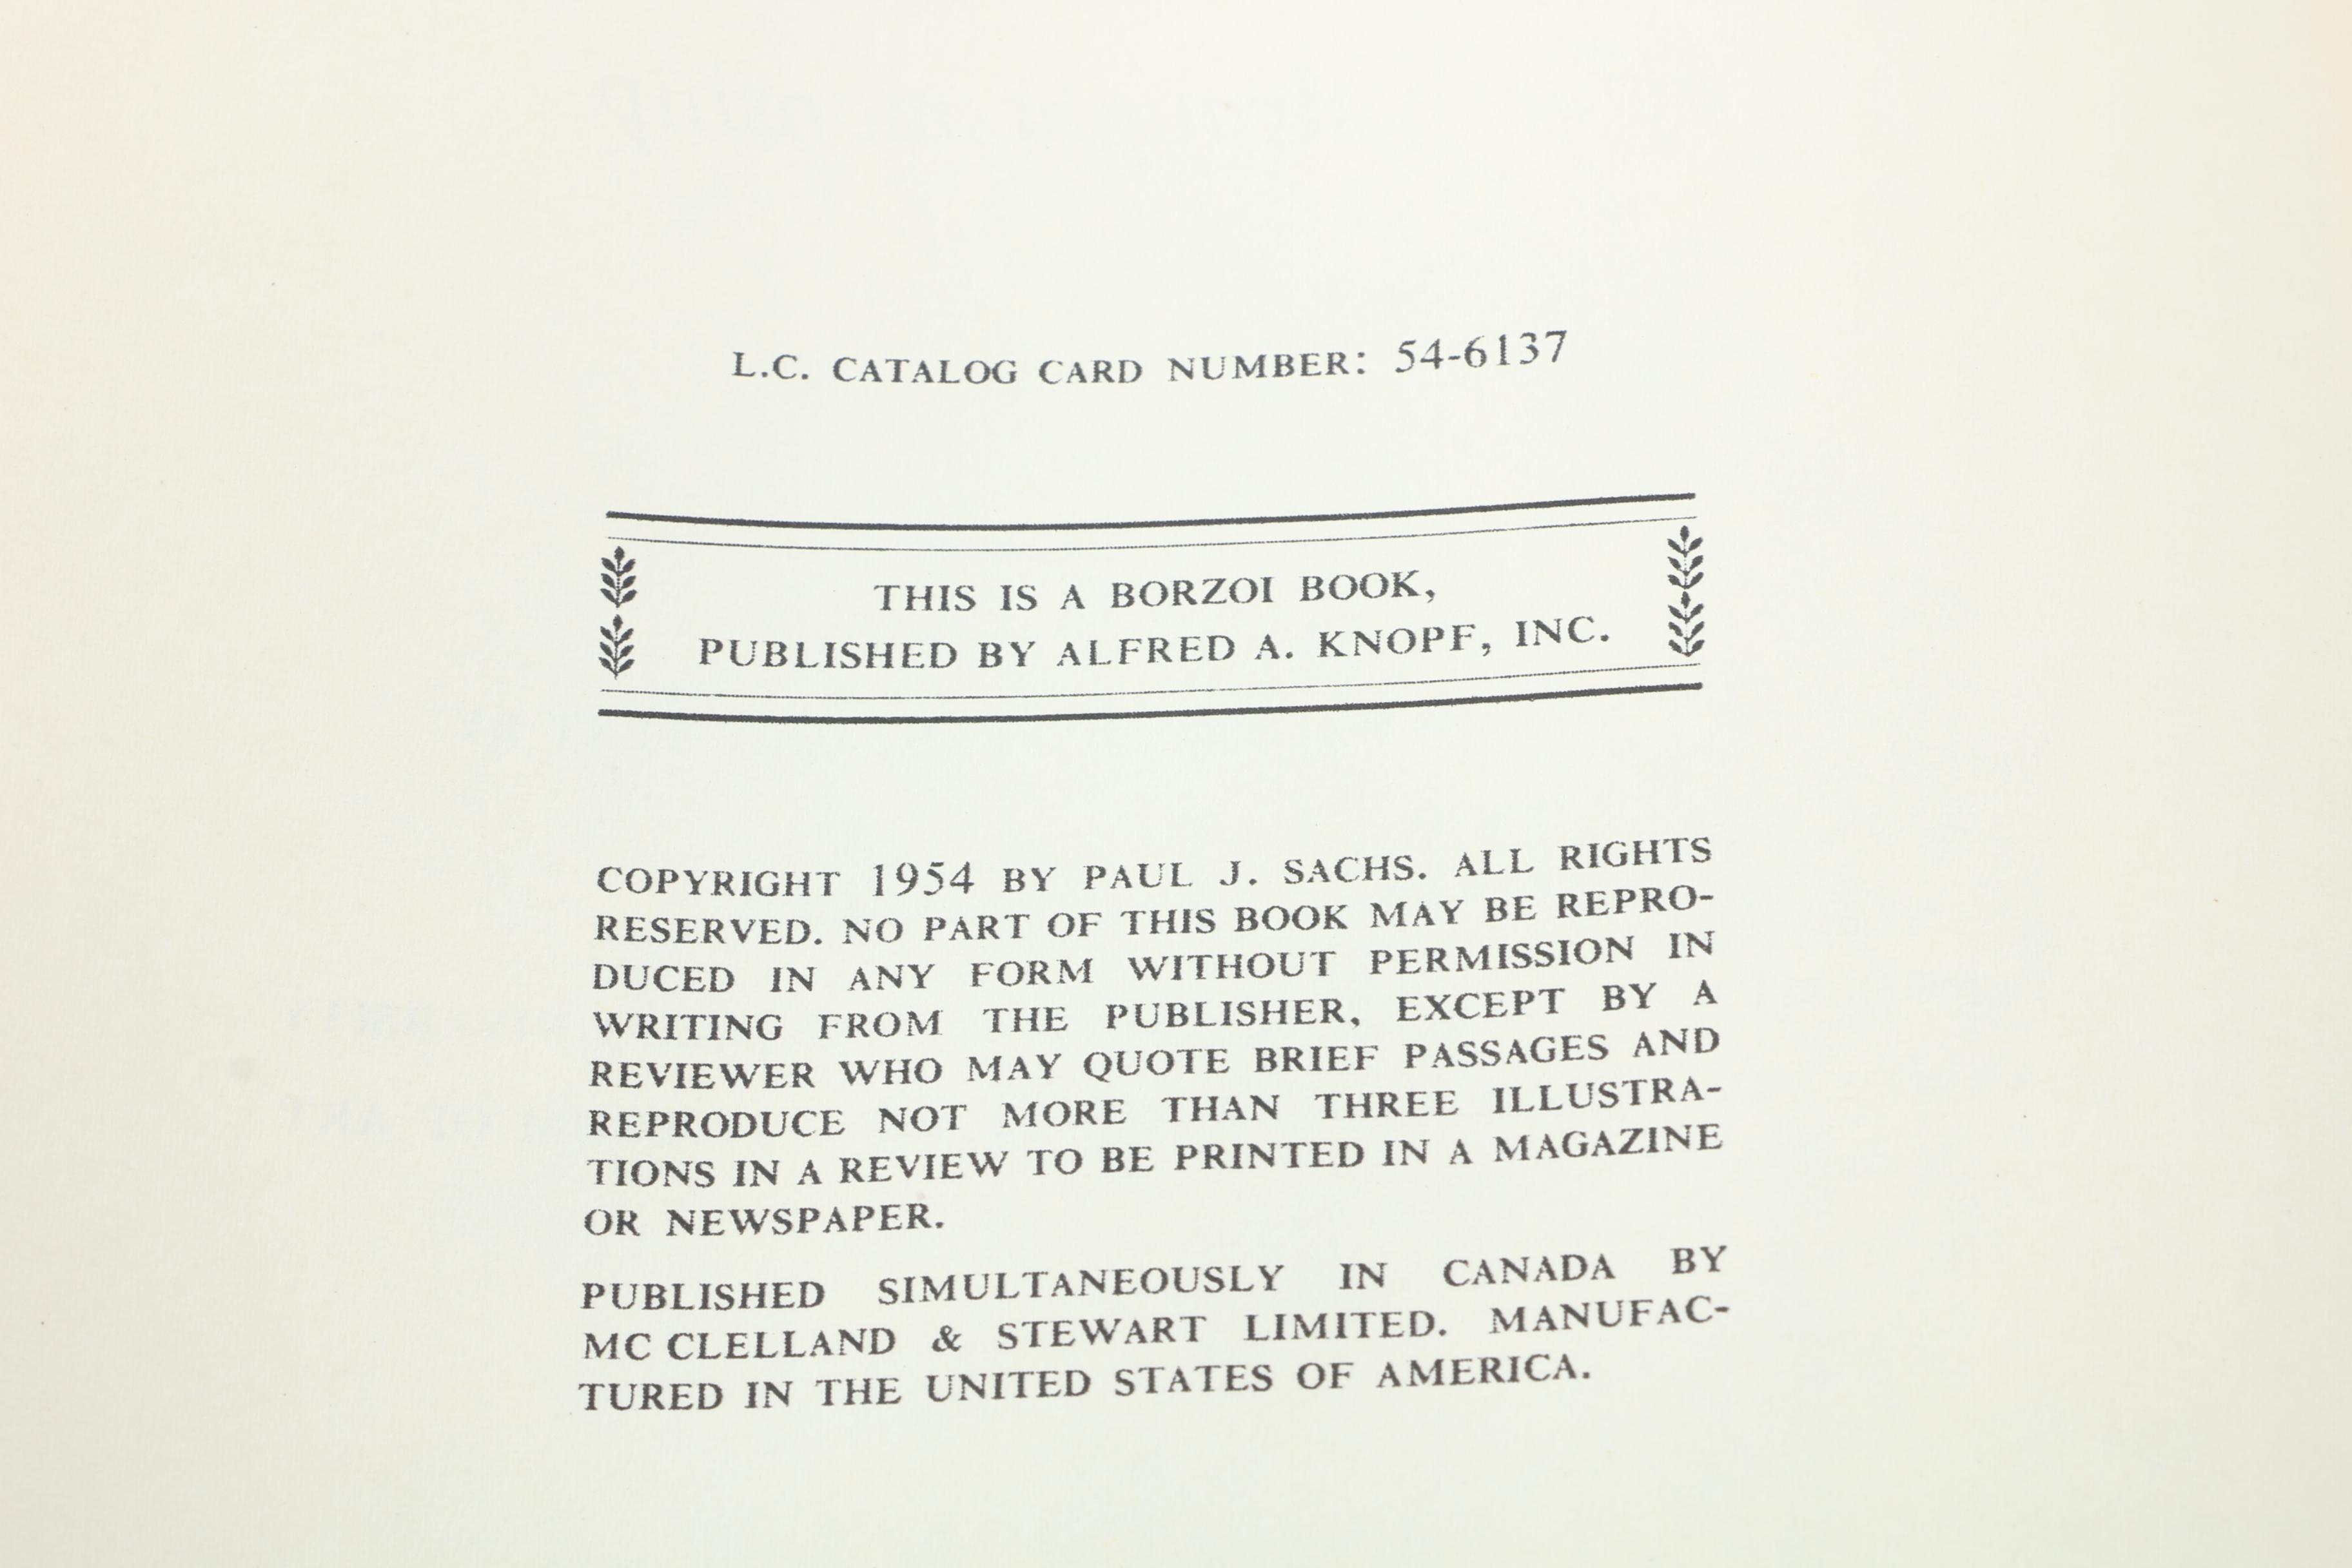 L.C. CATALOG CARD NUMBER: 54-6137
THIS IS A BORZOI BOOK,
PUBLISHED BY ALFRED A. KNOPF, INC.
COPYRIGHT 1954 BY PAUL J. SACHS. ALL RIGHTS
RESERVED. NO PART OF THIS BOOK MAY BE REPRO-
DUCED IN ANY FORM WITHOUT PERMISSION IN
WRITING FROM THE PUBLISHER, EXCEPT BY A
REVIEWER WHO MAY QUOTE BRIEF PASSAGES AND
REPRODUCE NOT MORE THAN THREE ILLUSTRA-
TIONS IN A REVIEW TO BE PRINTED IN A MAGAZINE
OR NEWSPAPER.
PUBLISHED SIMULTANEOUSLY IN CANADA BY
MC CLELLAND & STEWART LIMITED. MANUFAC-
TURED IN THE UNITED STATES OF AMERICA.